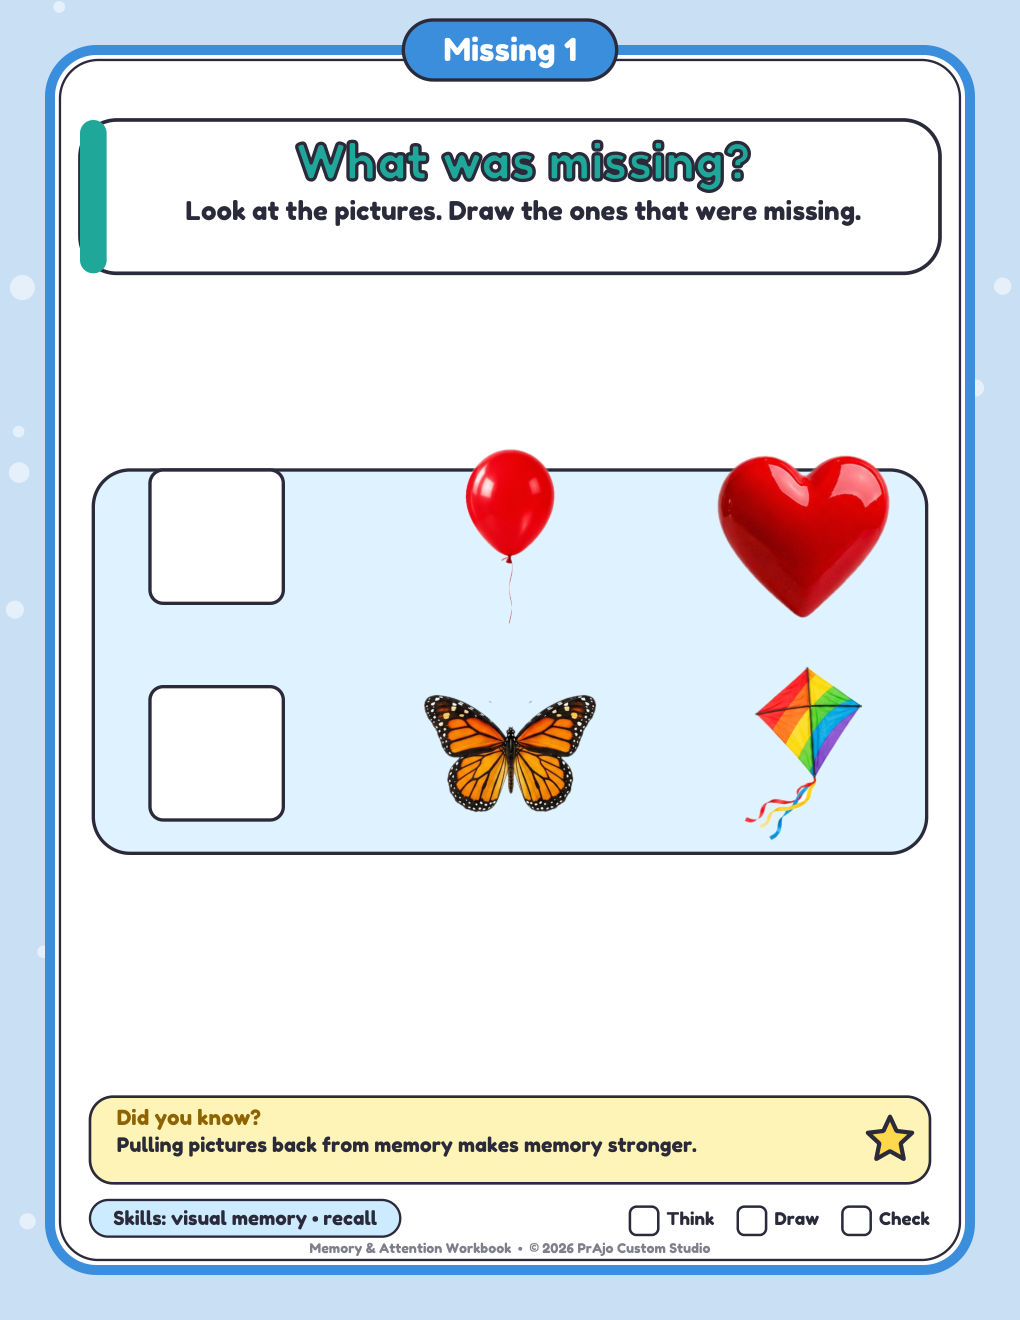 Missing 1
What was missing?
Look at the pictures. Draw the ones that were missing.
Did you know?
Pulling pictures back from memory makes memory stronger.
Skills: visual memory • recall
Think
Draw
Check
Memory & Attention Workbook • © 2026 PrAjo Custom Studio